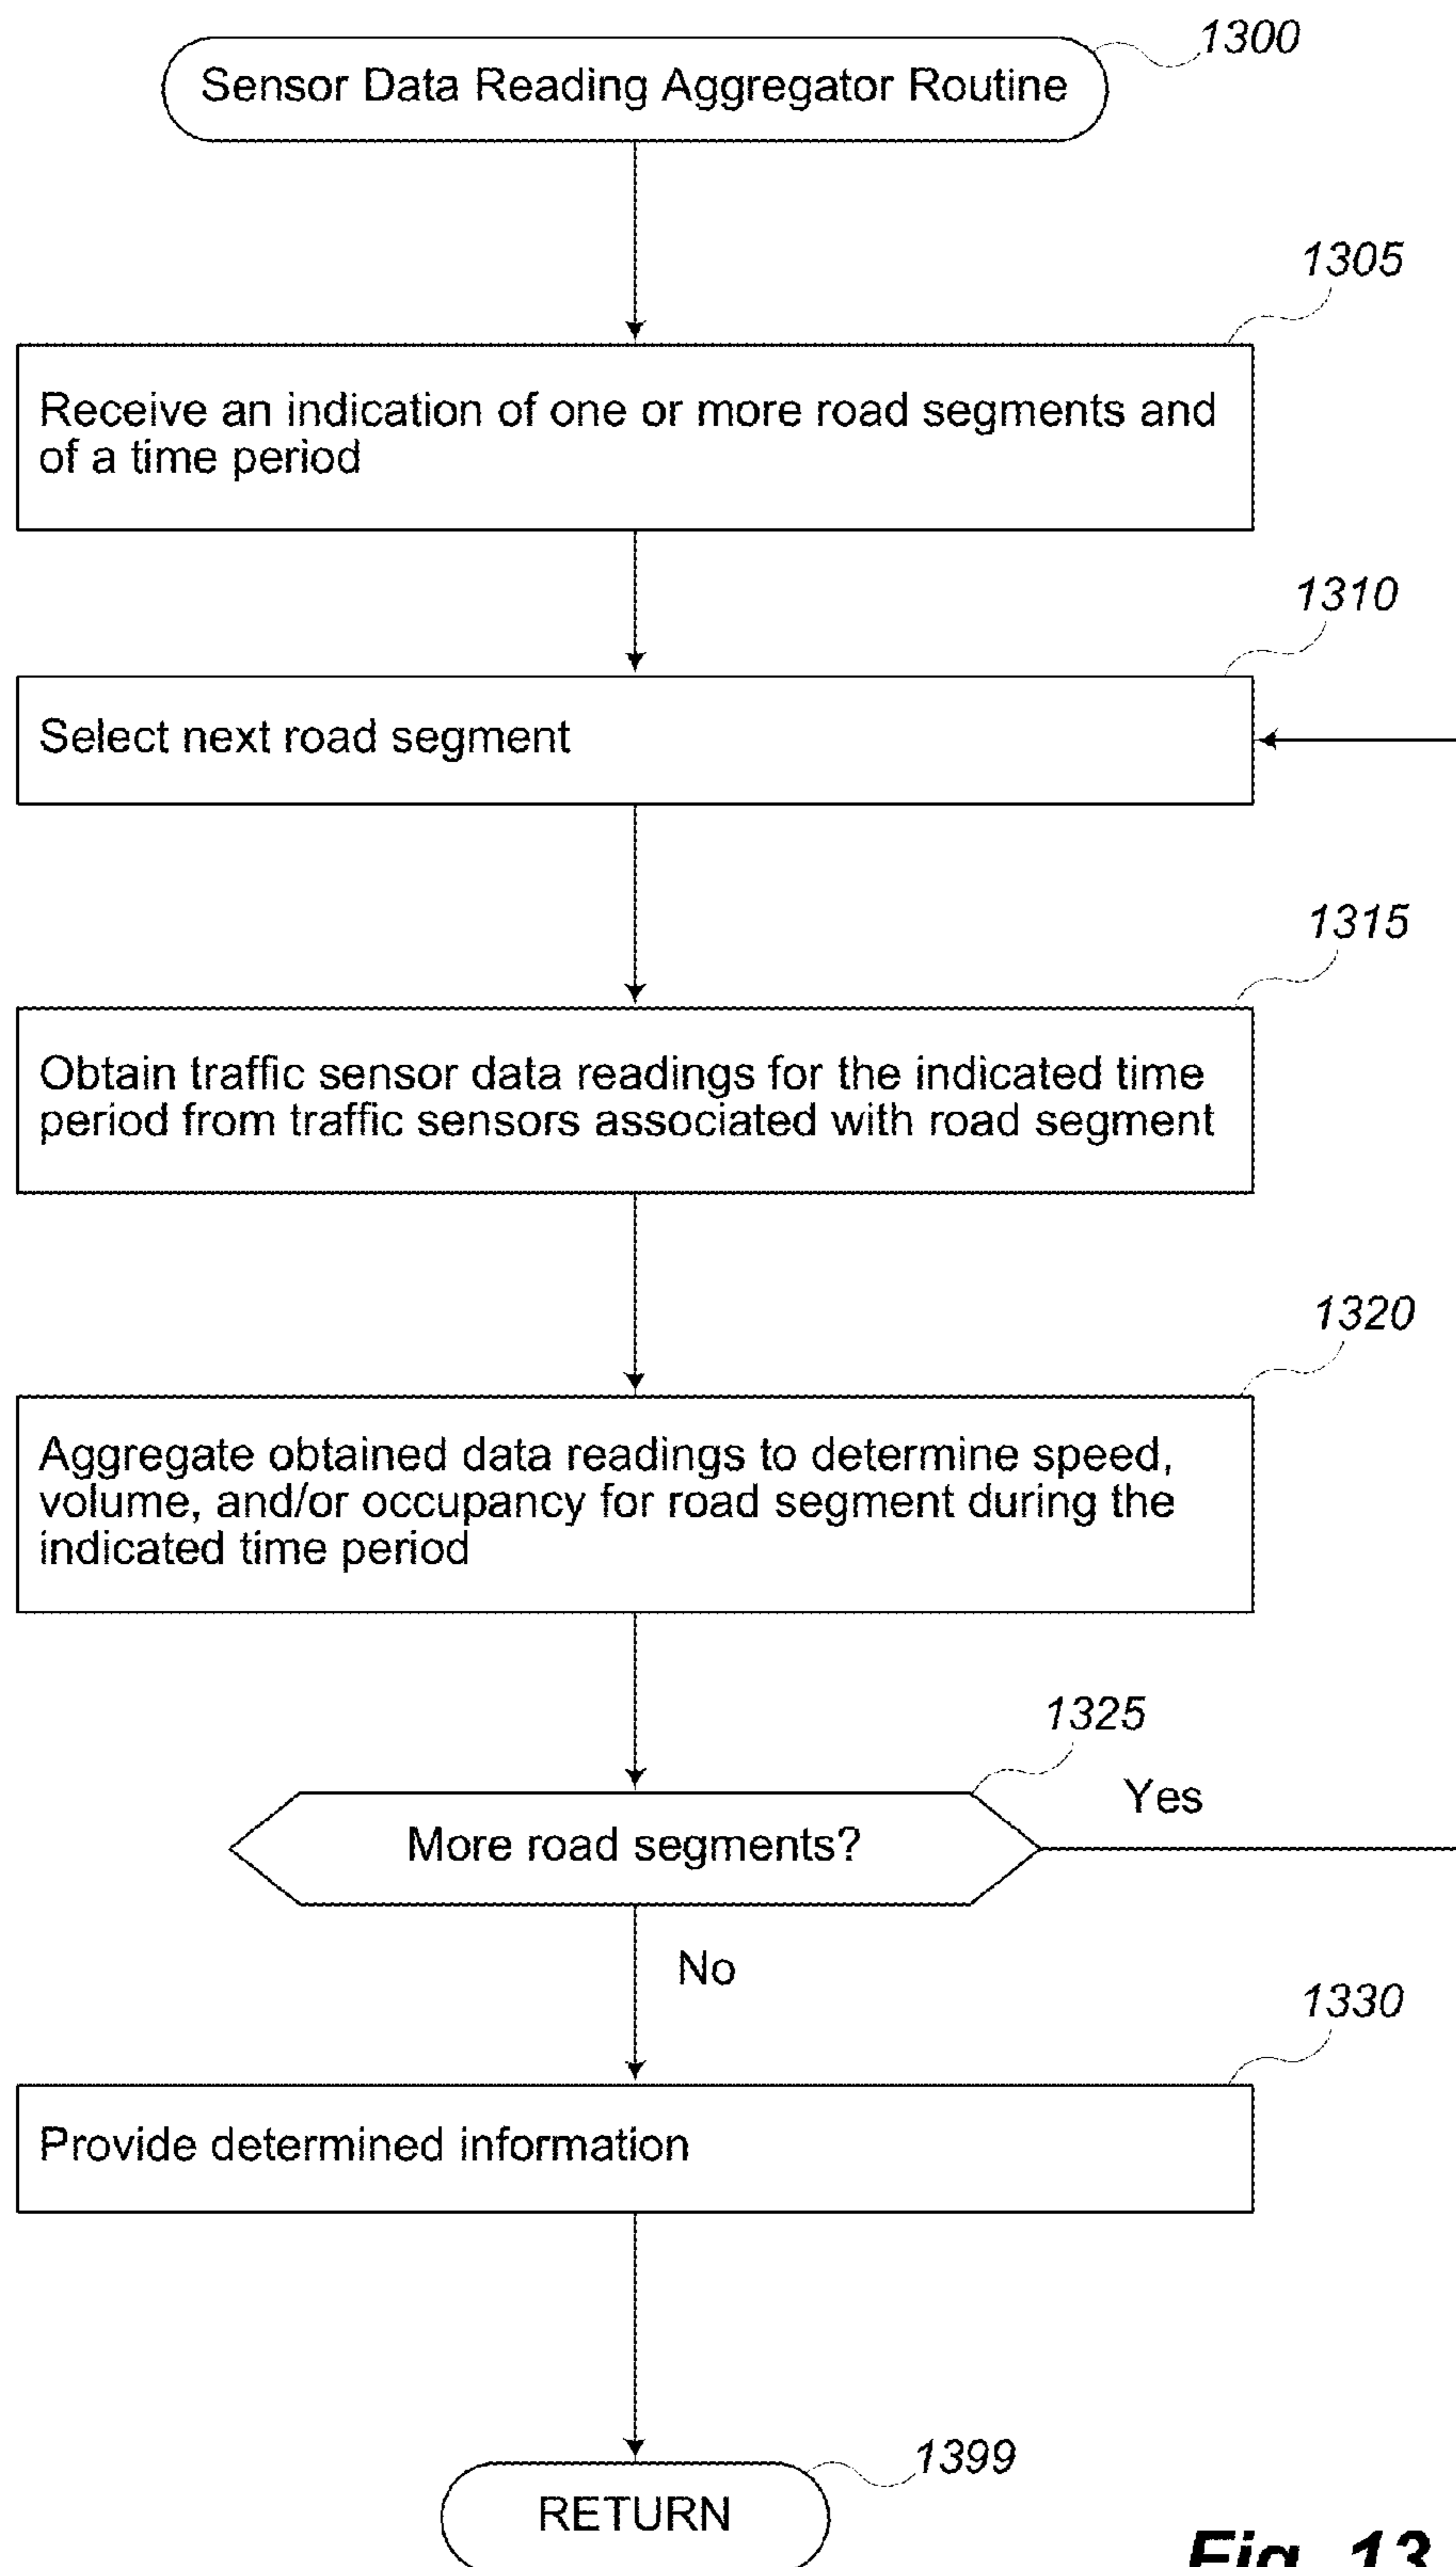 1300
Sensor Data Reading Aggregator Routine
1305
Receive an indication of one or more road segments and
of a time period
1310
Select next road segment
1315
Obtain traffic sensor data readings for the indicated time
period from traffic sensors associated with road segment
1320
Aggregate obtained data readings to determine speed,
volume, and/or occupancy for road segment during the
indicated time period
1325
More road segments?
Yes
No
1330
Provide determined information
1399
RETURN
Fig. 13